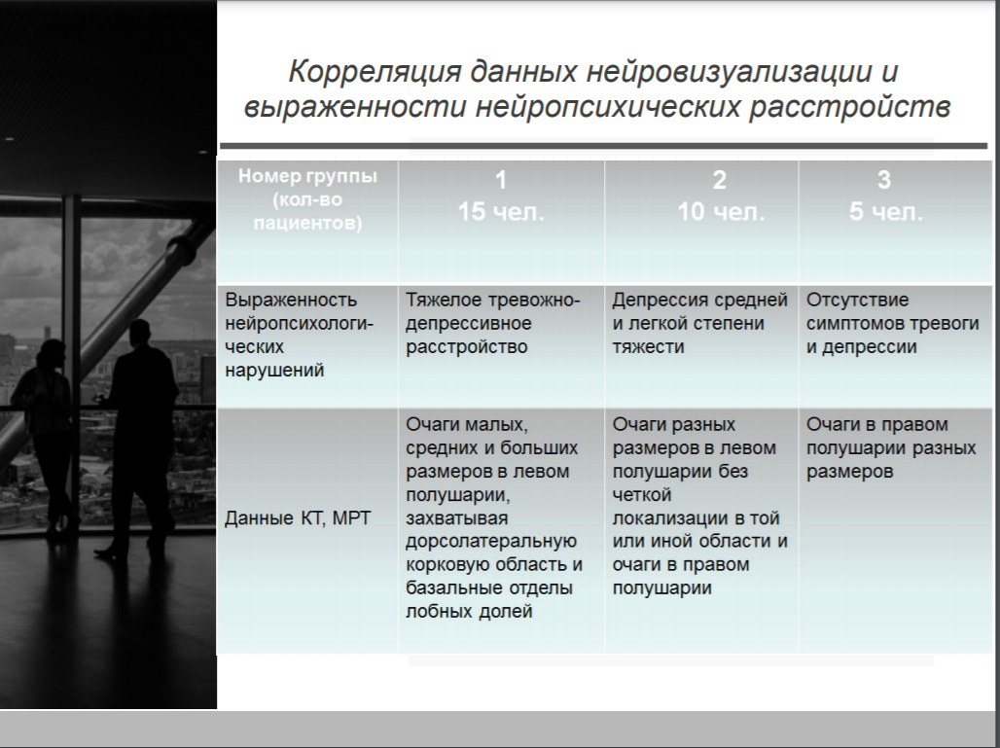 Корреляция данных нейровизуализации и
выраженности нейропсихических расстройств
Номер группы
(кол-во
пациентов)
1
15 чел.
2
10 чел.
3
5 чел.
Выраженность
нейропсихологи-
ческих
нарушений
Тяжелое тревожно-
депрессивное
расстройство
Депрессия средней
и легкой степени
тяжести
Отсутствие
симптомов тревоги
и депрессии
Данные КТ, МРТ
Очаги малых,
средних и больших
размеров в левом
полушарии,
захватывая
дорсолатеральную
корковую область и
базальные отделы
лобных долей
Очаги разных
размеров в левом
полушарии без
четкой
локализации в той
или иной области и
очаги в правом
полушарии
Очаги в правом
полушарии разных
размеров